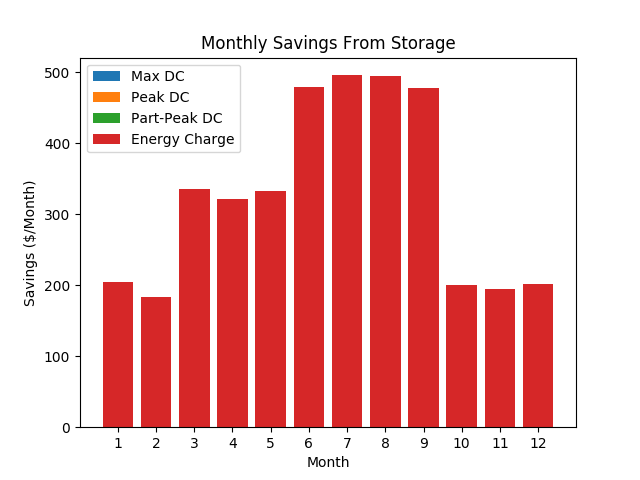 Monthly Savings From Storage
Max DC
Peak DC
Part-Peak DC
Energy Charge
Savings ($/Month)
500
400
300
200
100
0
1 2 3 4 5 6 7 8 9 10 11 12
Month